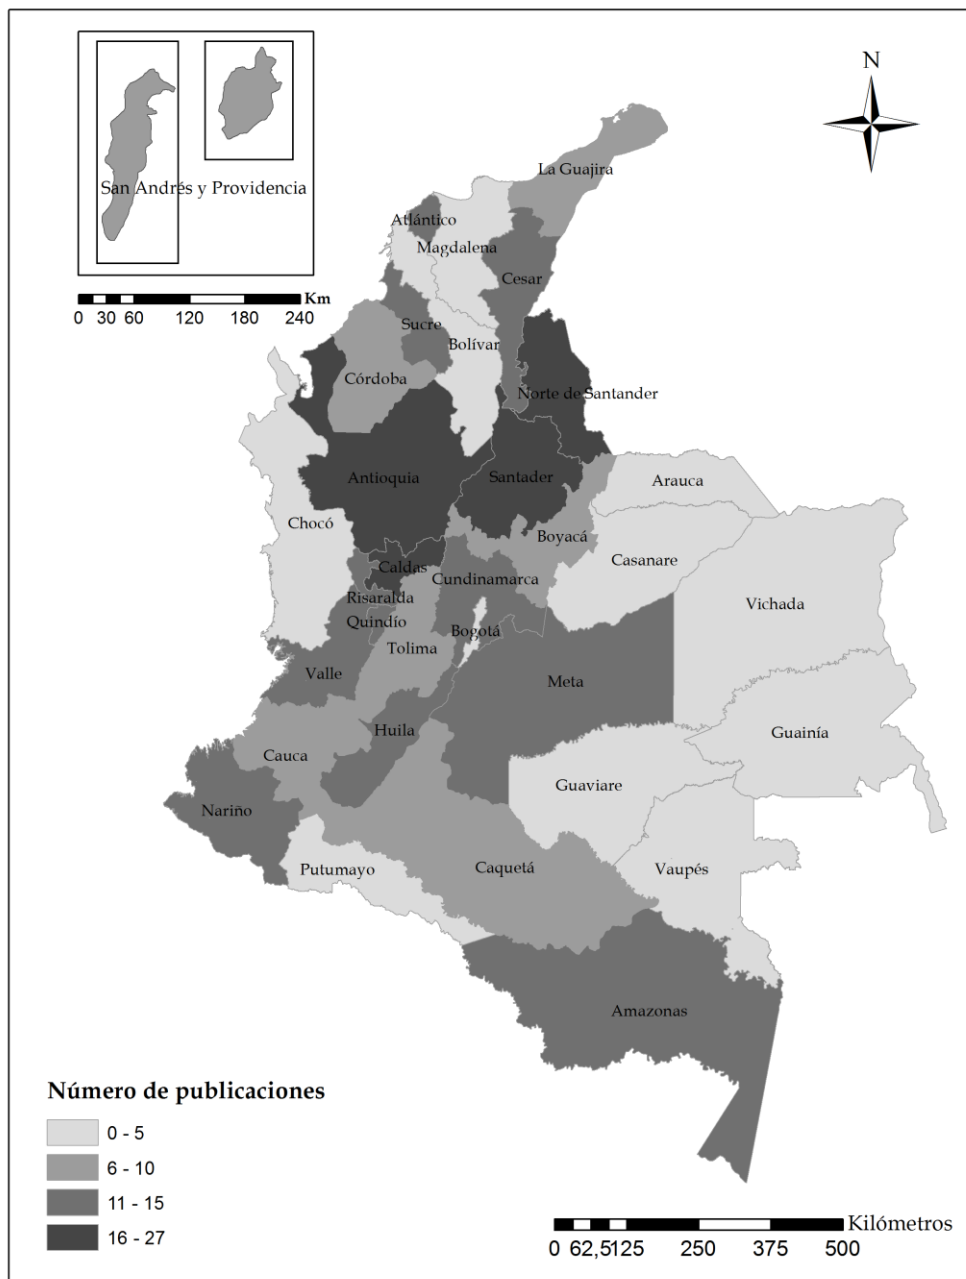 N
San Andrés y Providencia
Km
0 30 60 120 180 240
La Guajira
Atlántico
Magdalena
Cesar
Sucre
Bolívar
Córdoba
Norte de Santander
Antioquia
Santader
Arauca
Chocó
Boyacá
Casanare
Caldas
Cundinamarca
Risaralda
Vichada
Quindío
Bogotá
Tolima
Valle
Meta
Huila
Guainía
Cauca
Guaviare
Nariño
Putumayo
Caquetá
Vaupés
Amazonas
Número de publicaciones
0 - 5
6 - 10
11 - 15
16 - 27
Kilómetros
0 62,5125 250 375 500